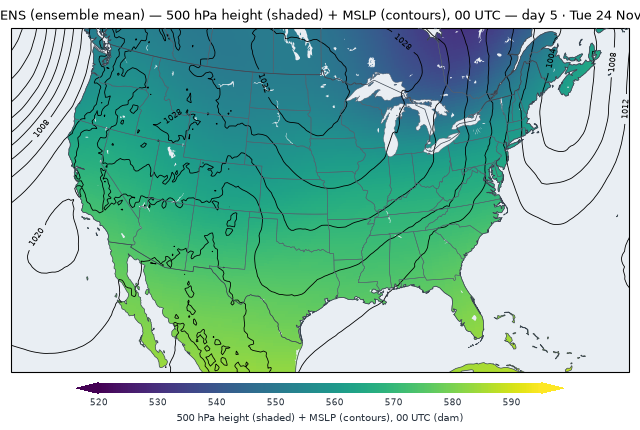 ENS (ensemble mean) — 500 hPa height (shaded) + MSLP (contours), 00 UTC — day 5 · Tue 24 Nov
1028
1008
1012
1028
1008
1020
520 530 540 550 560 570 580 590
500 hPa height (shaded) + MSLP (contours), 00 UTC (dam)